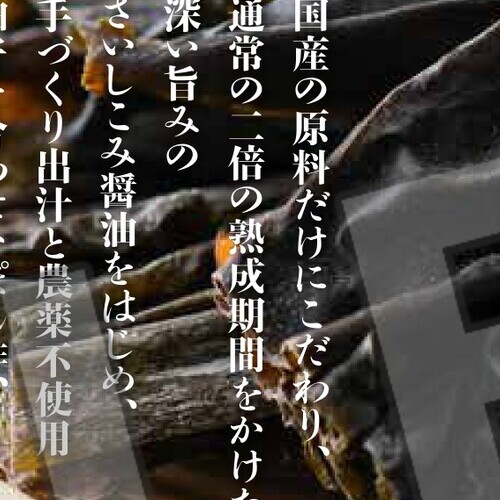 国産の原料だけにこだわり、
通常の二倍の熟成期間をかけた
深い旨みの
さいしこみ醤油をはじめ、
手づくり出汁と農薬不使用